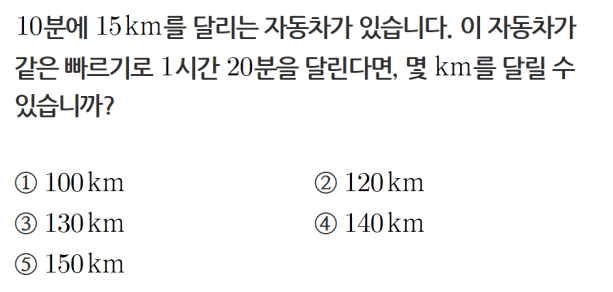 10분에 15 km를 달리는 자동차가 있습니다. 이 자동차가
같은 빠르기로 1시간 20분을 달린다면, 몇 km를 달릴 수
있습니까?
① 100 km ② 120 km
③ 130 km ④ 140 km
⑤ 150 km